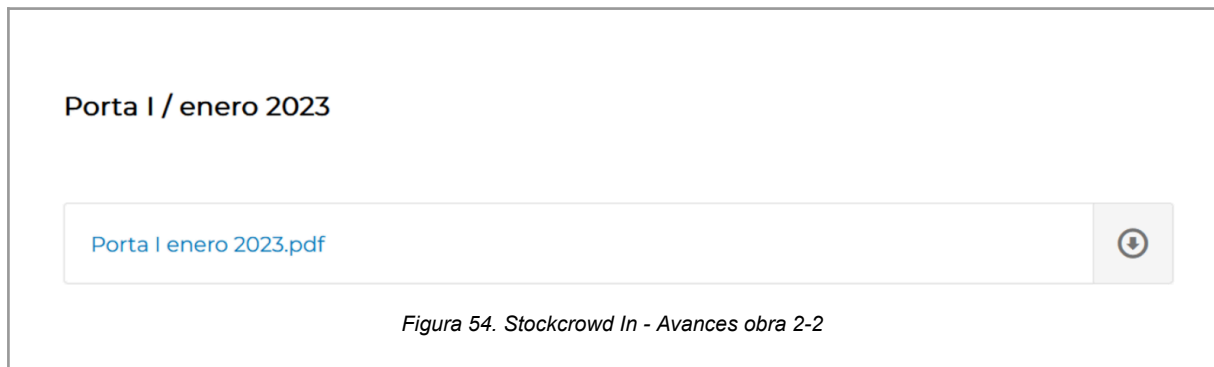 Porta I / enero 2023
Porta I enero 2023.pdf
Figura 54. Stockcrowd In - Avances obra 2-2